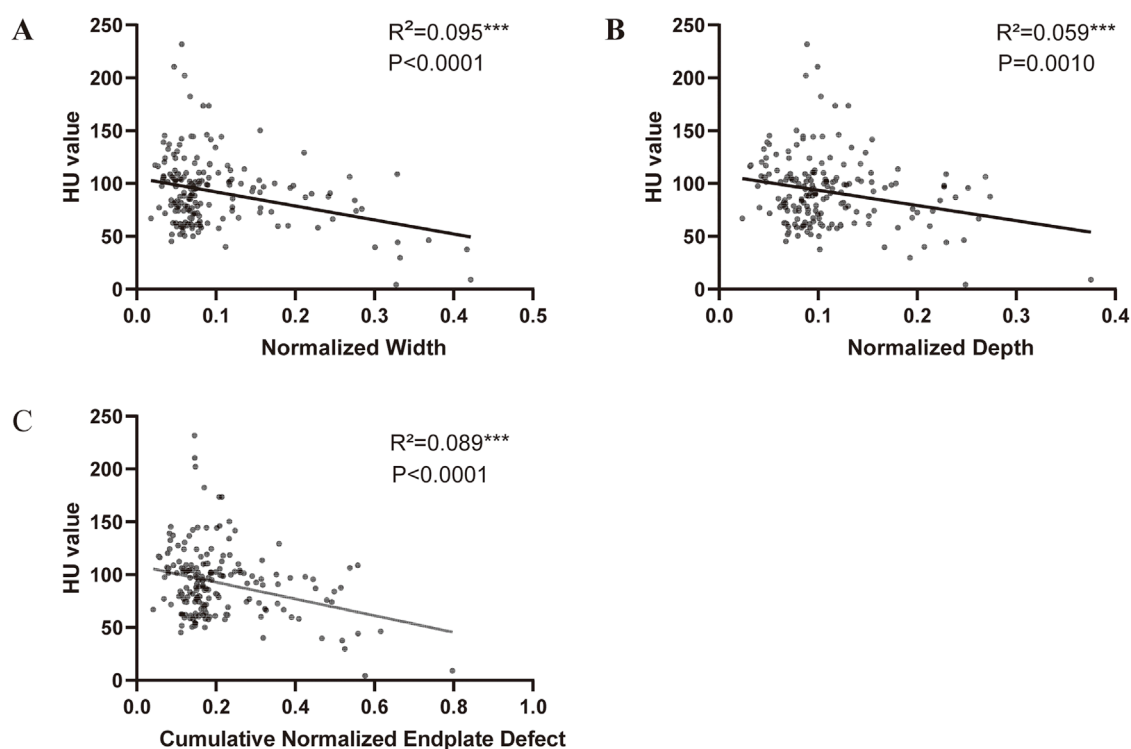 A
R²=0.095***
P<0.0001
HU value
250
200
150
100
50
0
0.0 0.1 0.2 0.3 0.4 0.5
Normalized Width
B
R²=0.059***
P=0.0010
HU value
250
200
150
100
50
0
0.0 0.1 0.2 0.3 0.4
Normalized Depth
C
R²=0.089***
P<0.0001
HU value
250
200
150
100
50
0
0.0 0.2 0.4 0.6 0.8 1.0
Cumulative Normalized Endplate Defect